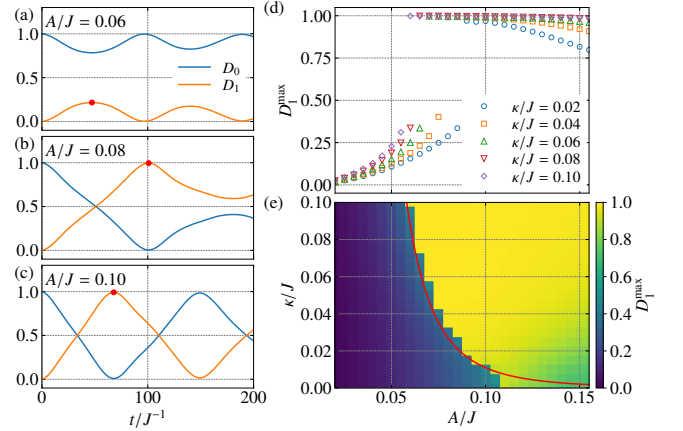 (a)
A/J = 0.06
1.0
0.5
0.0
D₀
D₁
(b)
A/J = 0.08
1.0
0.5
0.0
(c)
A/J = 0.10
1.0
0.5
0.0
0
100
200
t/J⁻¹
(d)
1.00
0.75
0.50
0.25
0.00
D₁ᵐᵃˣ
κ/J = 0.02
κ/J = 0.04
κ/J = 0.06
κ/J = 0.08
κ/J = 0.10
(e)
0.10
0.08
0.06
0.04
0.02
0.00
κ/J
0.05
0.10
0.15
A/J
1.0
0.8
0.6
0.4
0.2
0.0
D₁ᵐᵃˣ